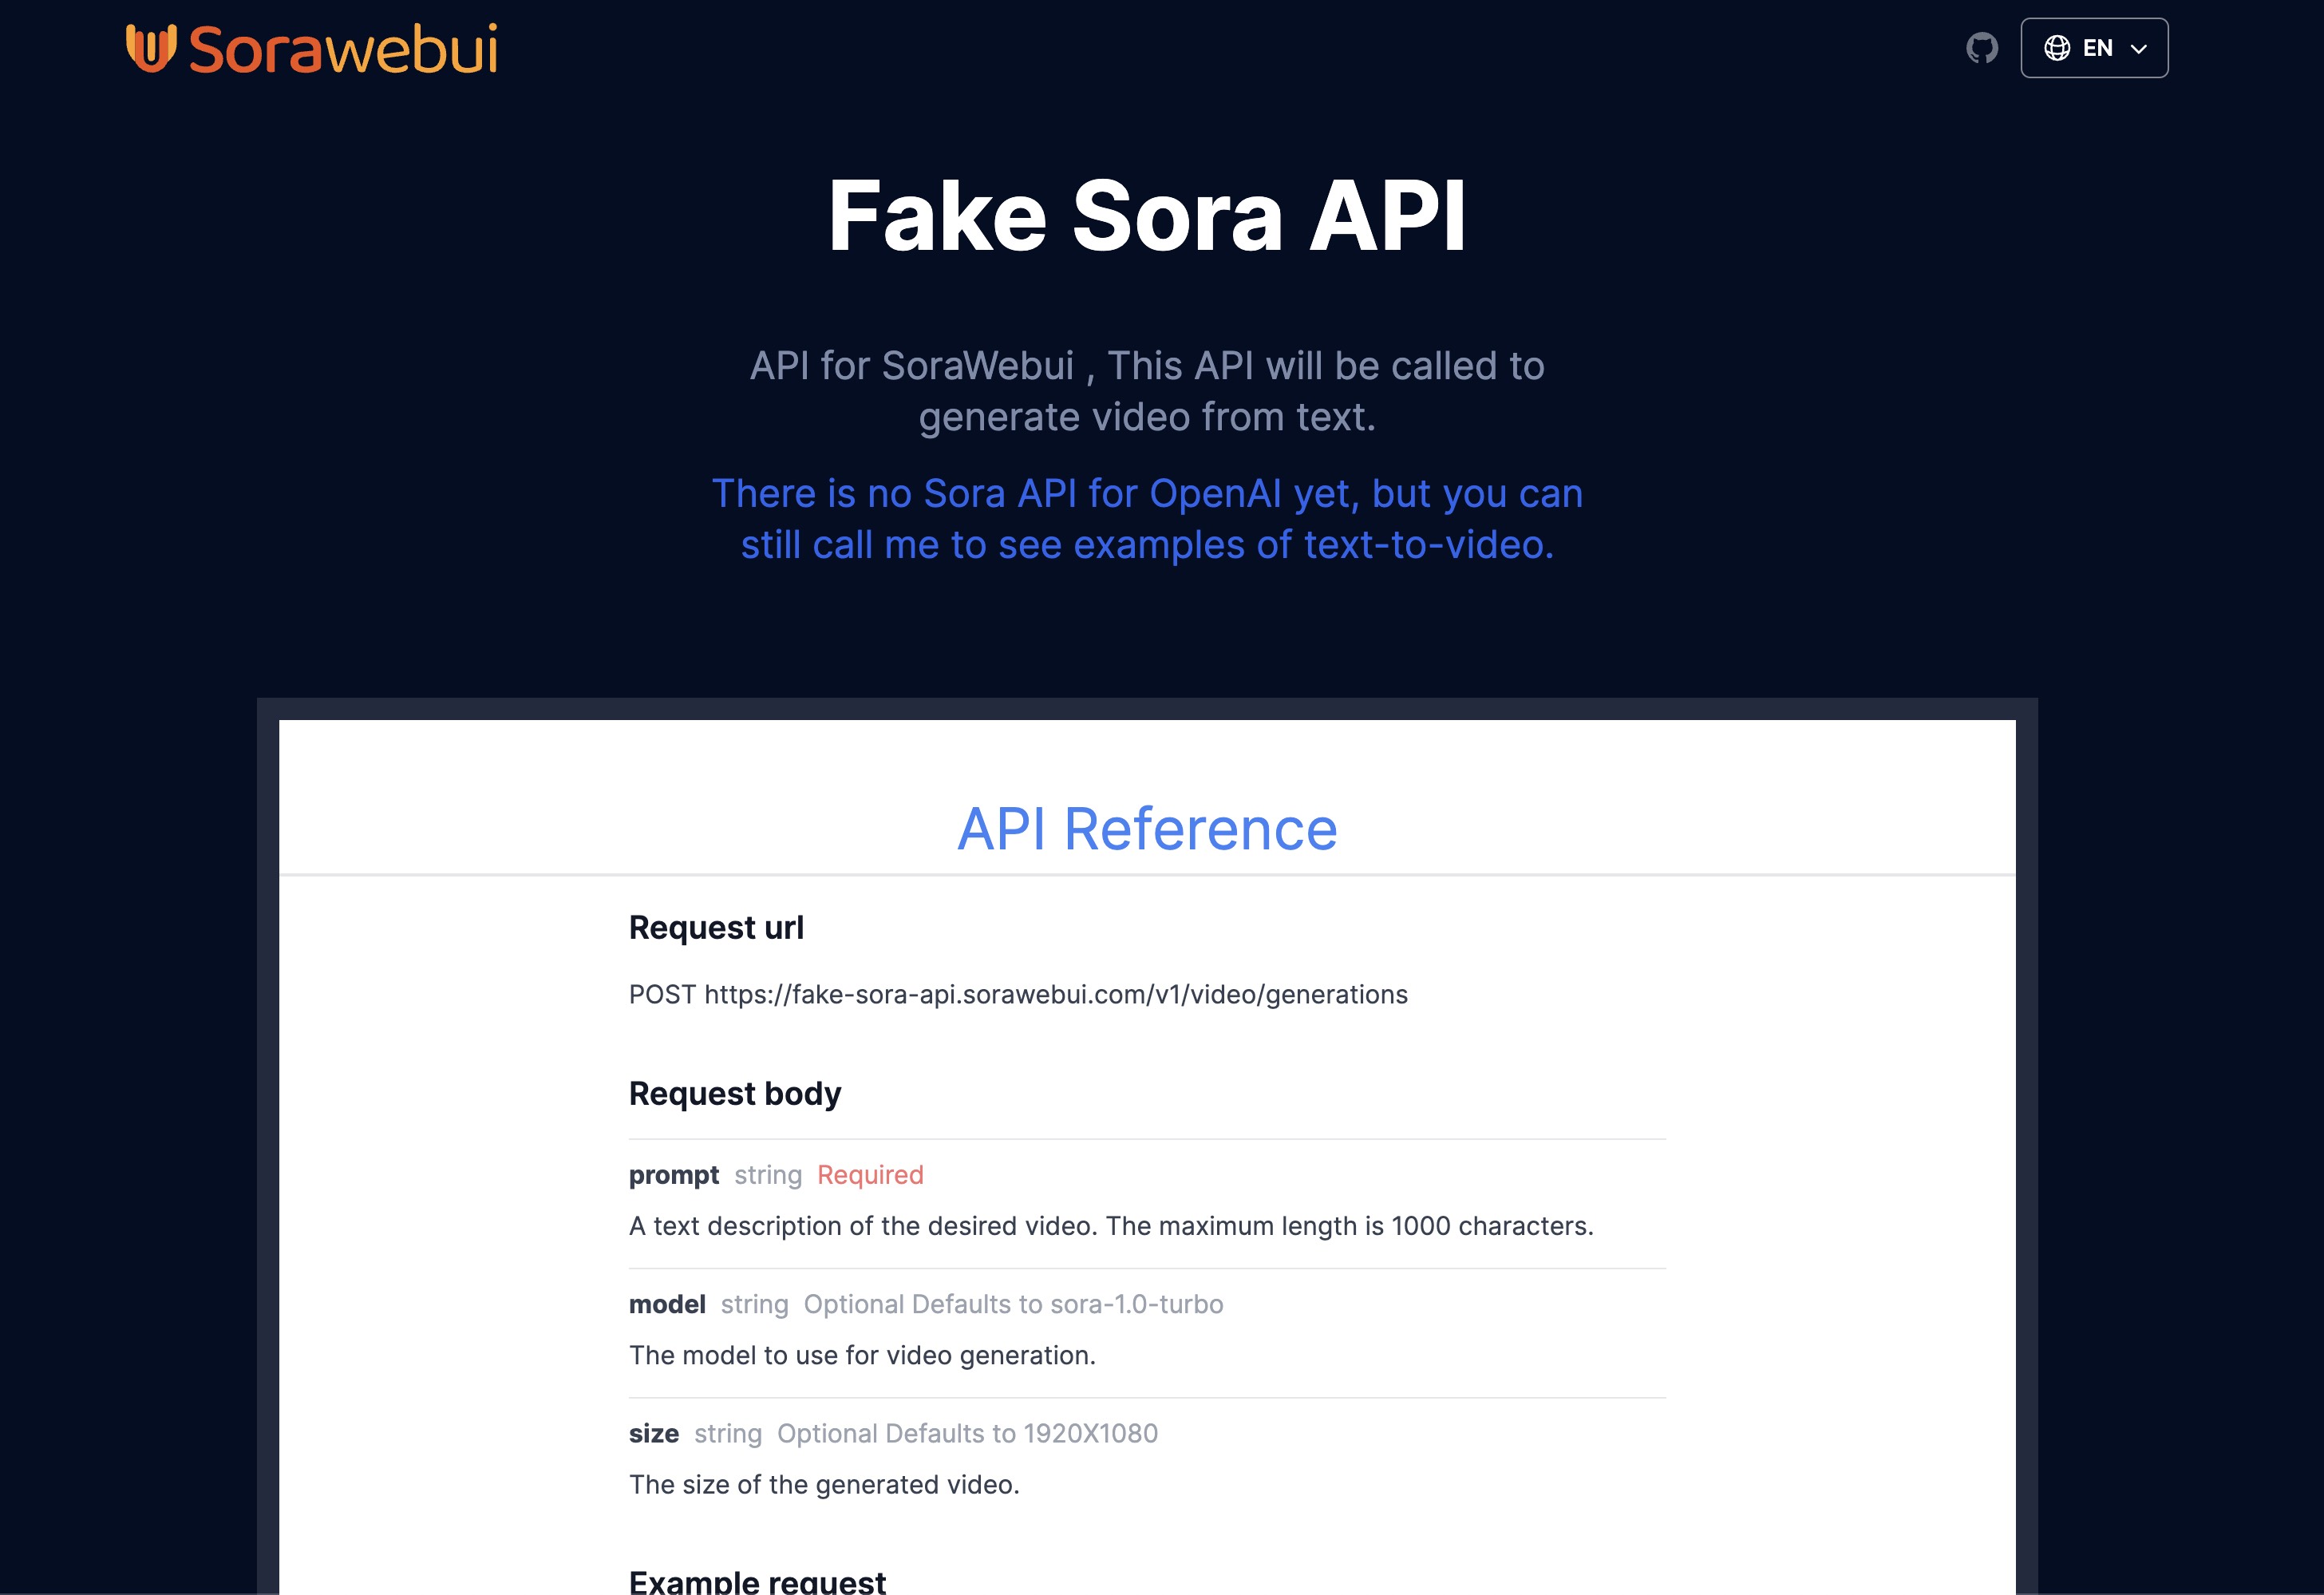 Sorawebui
EN
Fake Sora API
API for SoraWebui , This API will be called to
generate video from text.
There is no Sora API for OpenAI yet, but you can
still call me to see examples of text-to-video.
API Reference
Request url
POST https://fake-sora-api.sorawebui.com/v1/video/generations
Request body
prompt string Required
A text description of the desired video. The maximum length is 1000 characters.
model string Optional Defaults to sora-1.0-turbo
The model to use for video generation.
size string Optional Defaults to 1920X1080
The size of the generated video.
Example request